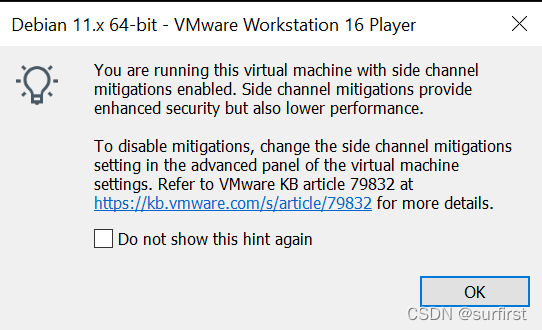 Debian 11.x 64-bit - VMware Workstation 16 Player
You are running this virtual machine with side channel
mitigations enabled. Side channel mitigations provide
enhanced security but also lower performance.
To disable mitigations, change the side channel mitigations
setting in the advanced panel of the virtual machine
settings. Refer to VMware KB article 79832 at
https://kb.vmware.com/s/article/79832 for more details.
Do not show this hint again
OK
CSDN @surfirst